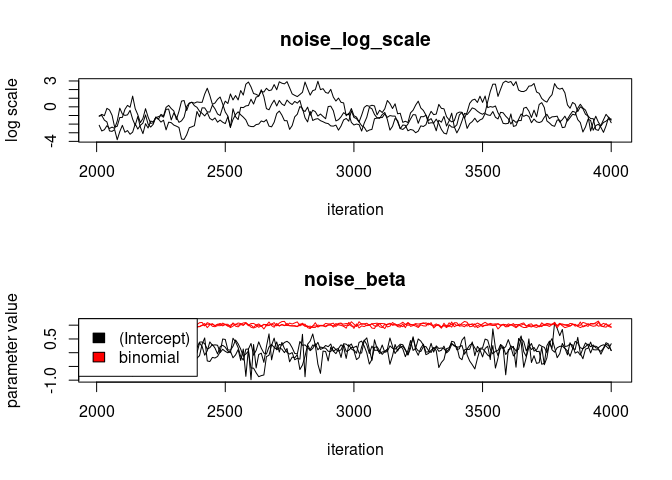 noise_log_scale
log scale
3
0
-4
2000 2500 3000 3500 4000
iteration
noise_beta
parameter value
0.5
-1.0
(Intercept)
binomial
2000 2500 3000 3500 4000
iteration